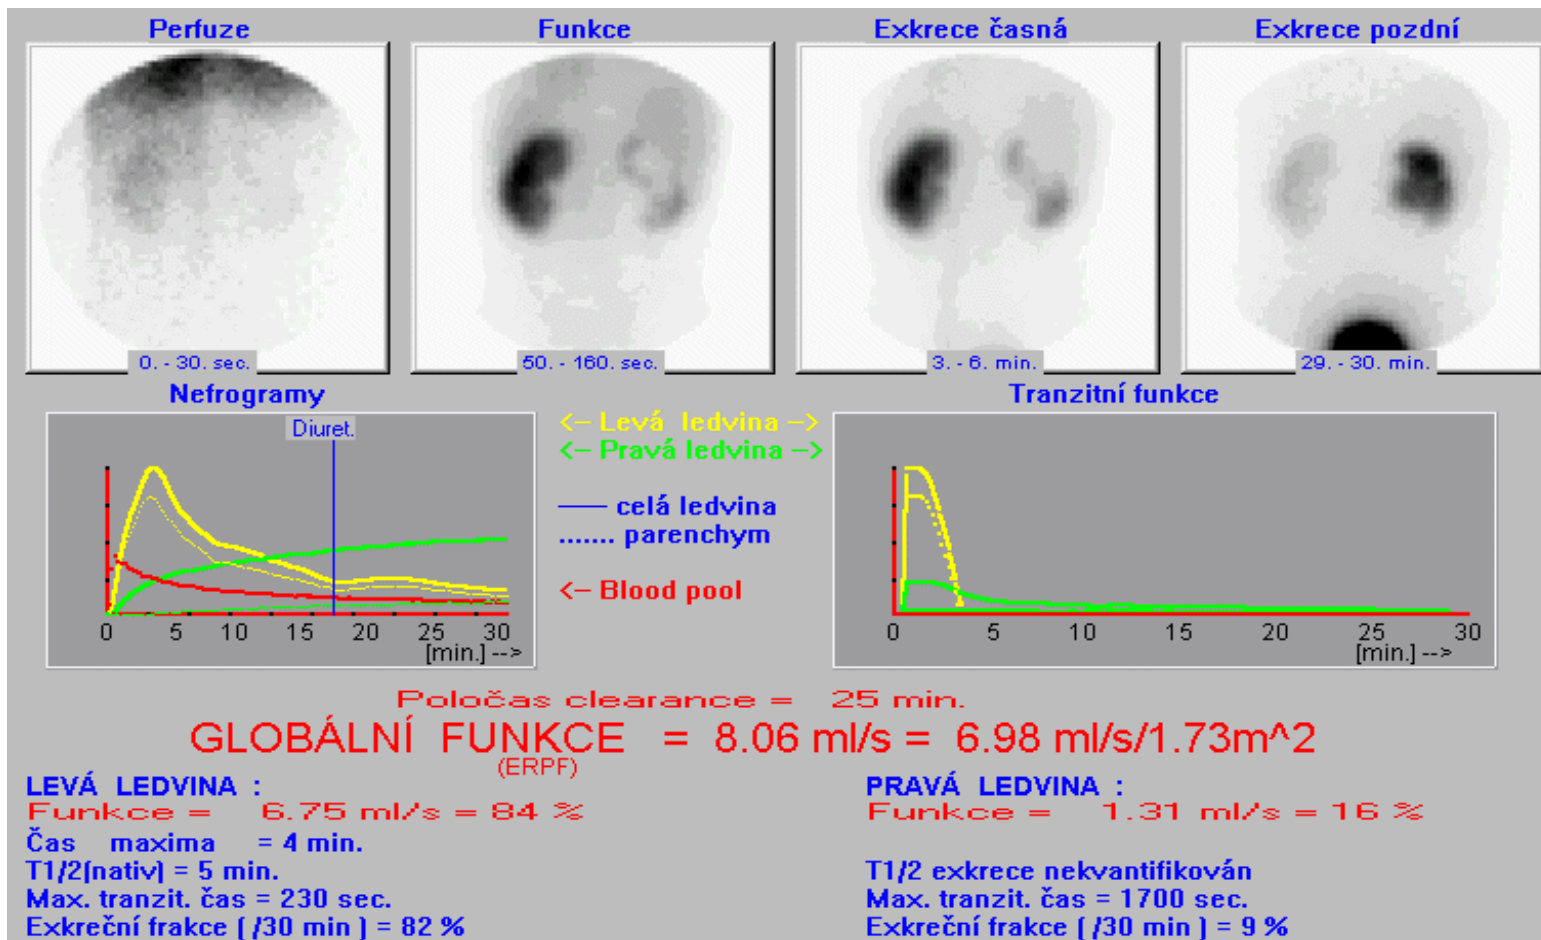 Perfuze Funkce Exkrece časná Exkrece pozdní
0. - 30. sec. 50. - 160. sec. 3. - 6. min. 29. - 30. min.
Nefrogramy Tranzitní funkce
Diuret.
<-- Levá ledvina -->
<-- Pravá ledvina -->
—— celá ledvina
....... parenchym
<-- Blood pool
0 5 10 15 20 25 30
[min.] -->
0 5 10 15 20 25 30
[min.] -->
Poločas clearance = 25 min.
GLOBÁLNÍ FUNKCE = 8.06 ml/s = 6.98 ml/s/1.73m^2
(ERPF)
LEVÁ LEDVINA :
Funkce = 6.75 ml/s = 84 %
Čas maxima = 4 min.
T1/2(nativ) = 5 min.
Max. tranzit. čas = 230 sec.
Exkreční frakce ( /30 min ) = 82 %
PRAVÁ LEDVINA :
Funkce = 1.31 ml/s = 16 %
T1/2 exkrece nekvantifikován
Max. tranzit. čas = 1700 sec.
Exkreční frakce ( /30 min ) = 9 %